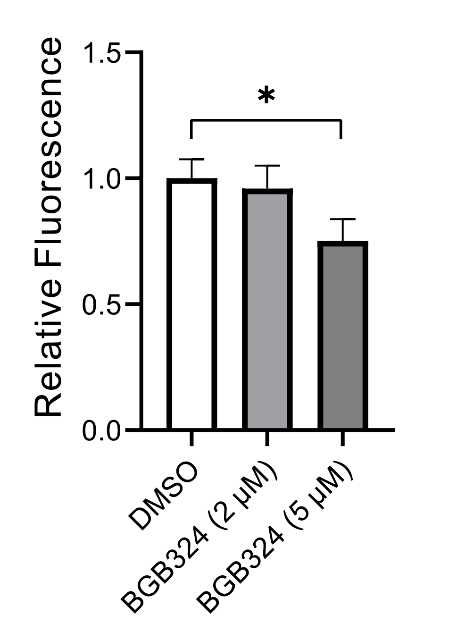 Relative Fluorescence
1.5
1.0
0.5
0.0
*
DMSO
BGB324 (2 µM)
BGB324 (5 µM)